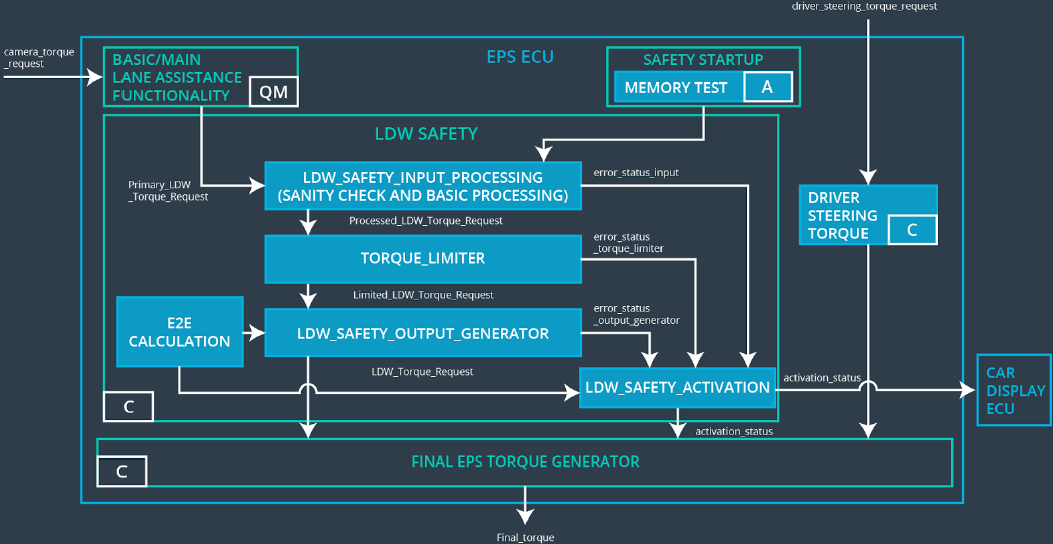 driver_steering_torque_request
camera_torque
_request
EPS ECU
BASIC/MAIN
LANE ASSISTANCE
FUNCTIONALITY
QM
SAFETY STARTUP
MEMORY TEST
A
LDW SAFETY
LDW_SAFETY_INPUT_PROCESSING
(SANITY CHECK AND BASIC PROCESSING)
error_status_input
Primary_LDW
_Torque_Request
Processed_LDW_Torque_Request
DRIVER
STEERING
TORQUE
C
TORQUE_LIMITER
error_status
_torque_limiter
Limited_LDW_Torque_Request
E2E
CALCULATION
LDW_SAFETY_OUTPUT_GENERATOR
error_status
_output_generator
LDW_Torque_Request
LDW_SAFETY_ACTIVATION
activation_status
CAR
DISPLAY
ECU
C
activation_status
FINAL EPS TORQUE GENERATOR
C
Final_torque